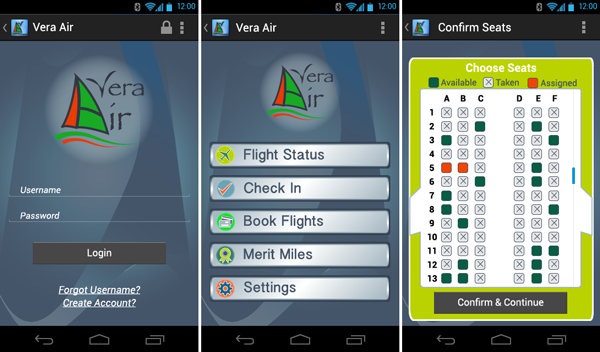 12:00
Vera Air
Vera
Air
Username
Password
Login
Forgot Username?
Create Account?
12:00
Vera Air
Vera
Air
Flight Status
Check In
Book Flights
Merit Miles
Settings
12:00
Confirm Seats
Choose Seats
Available Taken Assigned
A B C D E F
1
2
3
4
5
6
7
8
9
10
11
12
13
Confirm & Continue